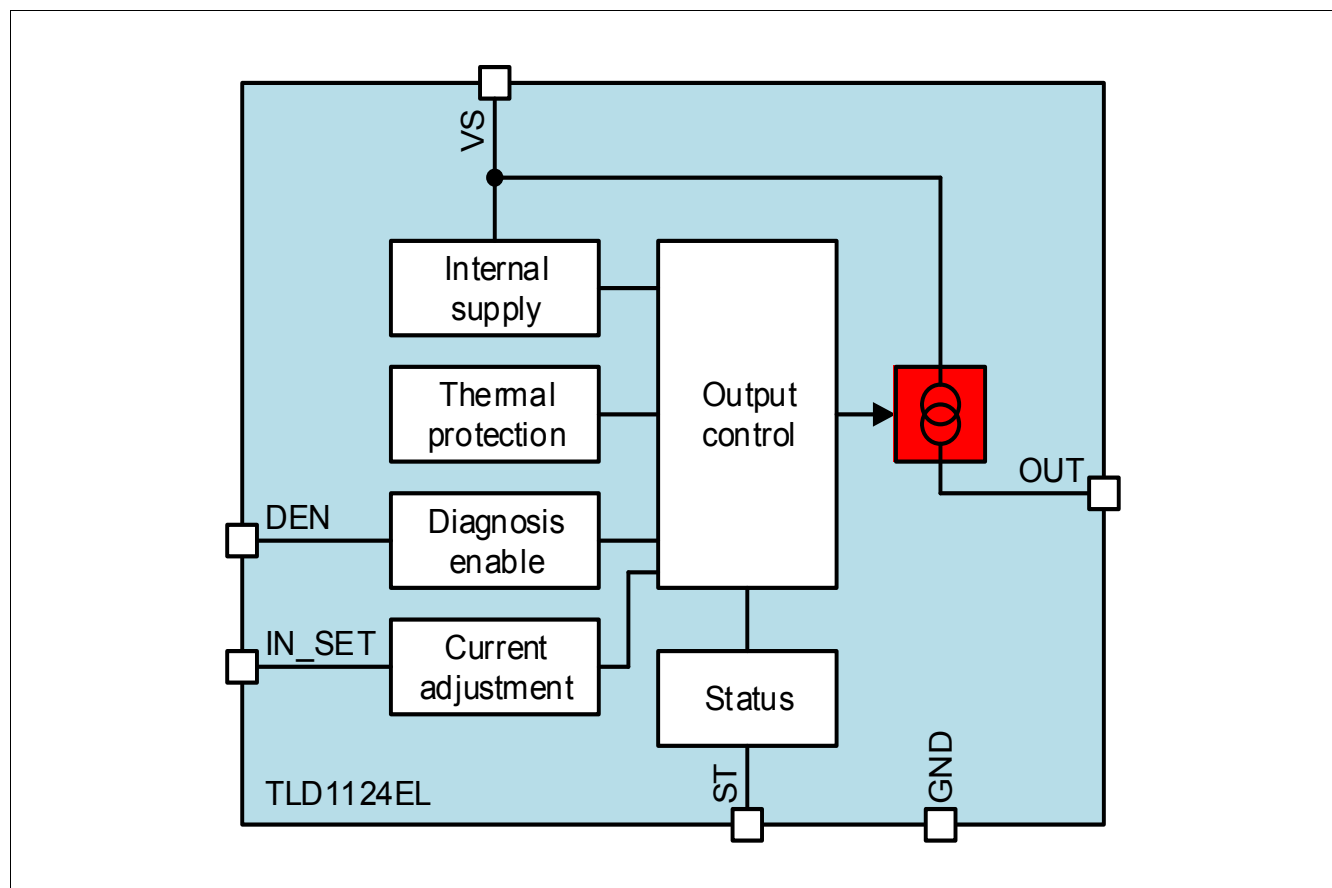 VS
Internal
supply
Thermal
protection
Output
control
OUT
DEN
Diagnosis
enable
IN_SET
Current
adjustment
Status
TLD1124EL
ST
GND